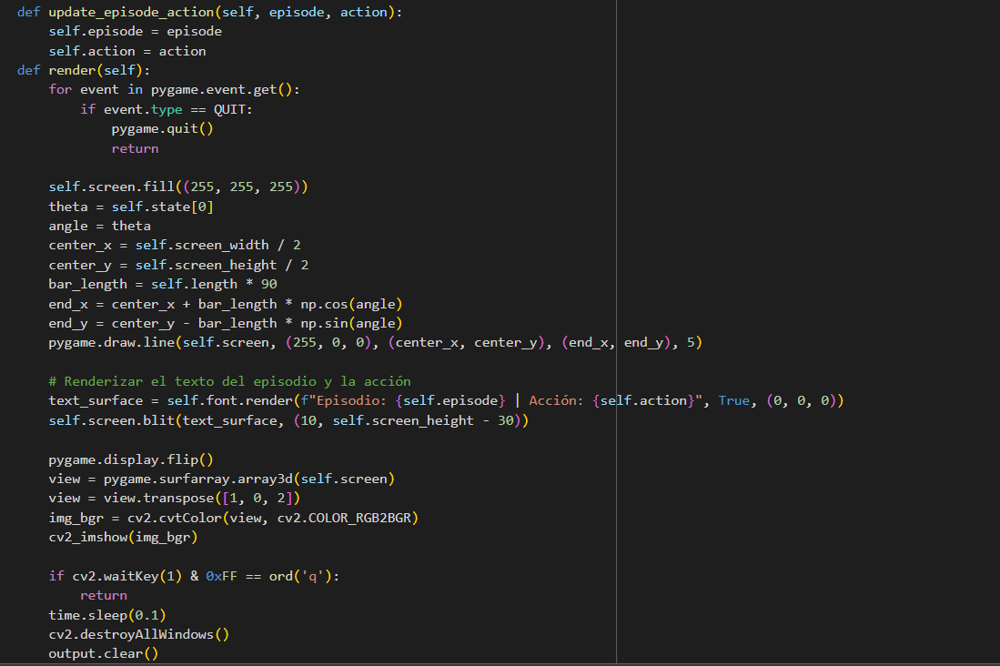 def update_episode_action(self, episode, action):
    self.episode = episode
    self.action = action
def render(self):
    for event in pygame.event.get():
        if event.type == QUIT:
            pygame.quit()
            return

    self.screen.fill((255, 255, 255))
    theta = self.state[0]
    angle = theta
    center_x = self.screen_width / 2
    center_y = self.screen_height / 2
    bar_length = self.length * 90
    end_x = center_x + bar_length * np.cos(angle)
    end_y = center_y - bar_length * np.sin(angle)
    pygame.draw.line(self.screen, (255, 0, 0), (center_x, center_y), (end_x, end_y), 5)

    # Renderizar el texto del episodio y la acción
    text_surface = self.font.render(f"Episodio: {self.episode} | Acción: {self.action}", True, (0, 0, 0))
    self.screen.blit(text_surface, (10, self.screen_height - 30))

    pygame.display.flip()
    view = pygame.surfarray.array3d(self.screen)
    view = view.transpose([1, 0, 2])
    img_bgr = cv2.cvtColor(view, cv2.COLOR_RGB2BGR)
    cv2_imshow(img_bgr)

    if cv2.waitKey(1) & 0xFF == ord('q'):
        return
    time.sleep(0.1)
    cv2.destroyAllWindows()
    output.clear()